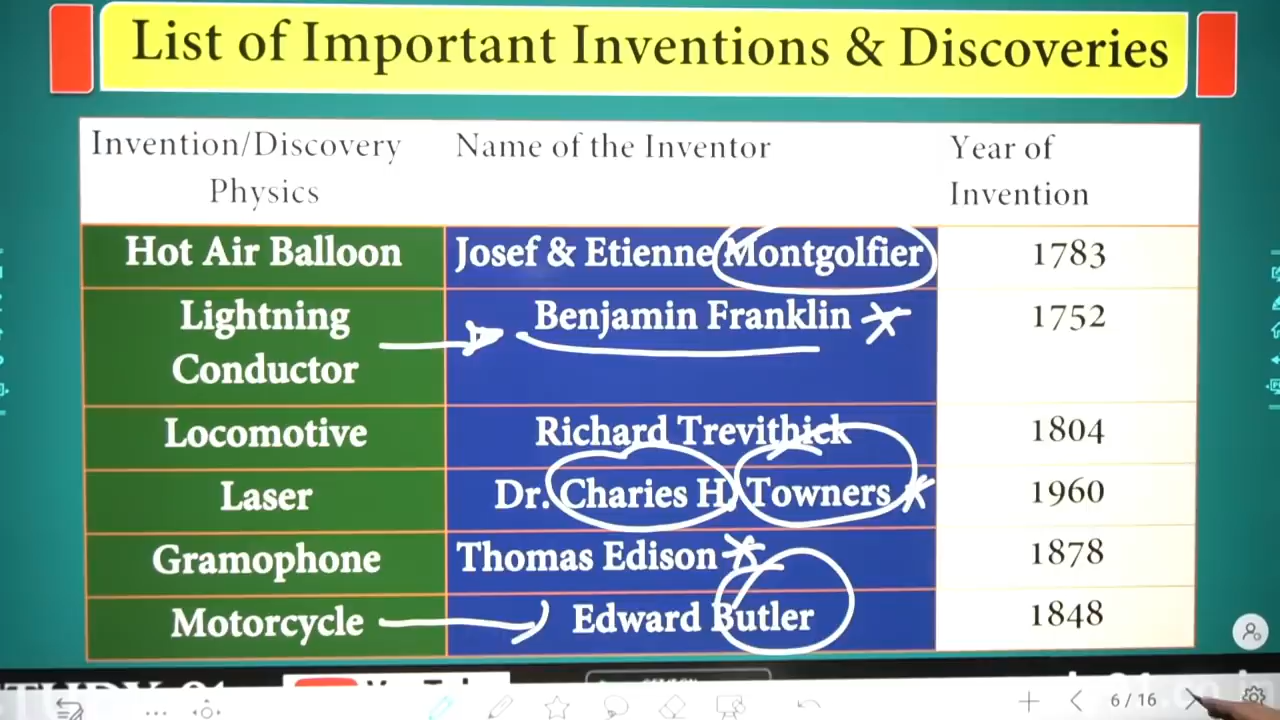 List of Important Inventions & Discoveries
Invention/Discovery Name of the Inventor Year of
Physics Invention
Hot Air Balloon Josef & Etienne Montgolfier 1783
Lightning Benjamin Franklin 1752
Conductor
Locomotive Richard Trevithick 1804
Laser Dr. Charies H. Towners 1960
Gramophone Thomas Edison 1878
Motorcycle Edward Butler 1848
6 / 16